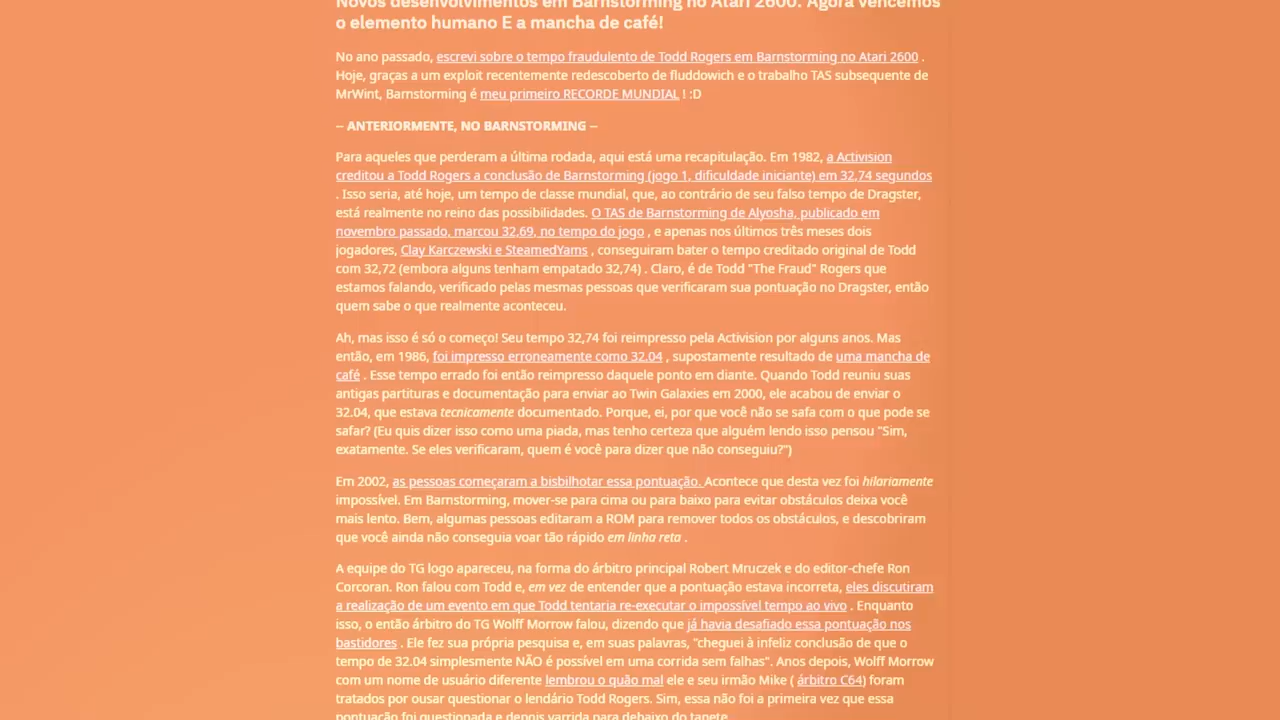 Novos desenvolvimentos em Barnstorming no Atari 2600: Agora vencemos
o elemento humano E a mancha de café!
No ano passado, escrevi sobre o tempo fraudulento de Todd Rogers em Barnstorming no Atari 2600 .
Hoje, graças a um exploit recentemente redescoberto de fluddowich e o trabalho TAS subsequente de
MrWint, Barnstorming é meu primeiro RECORDE MUNDIAL ! :D
-- ANTERIORMENTE, NO BARNSTORMING --
Para aqueles que perderam a última rodada, aqui está uma recapitulação. Em 1982, a Activision
creditou a Todd Rogers a conclusão de Barnstorming (jogo 1, dificuldade iniciante) em 32,74 segundos
. Isso seria, até hoje, um tempo de classe mundial, que, ao contrário de seu falso tempo de Dragster,
está realmente no reino das possibilidades. O TAS de Barnstorming de Alyosha, publicado em
novembro passado, marcou 32,69, no tempo do jogo , e apenas nos últimos três meses dois
jogadores, Clay Karczewski e SteamedYams , conseguiram bater o tempo creditado original de Todd
com 32,72 (embora alguns tenham empatado 32,74) . Claro, é de Todd "The Fraud" Rogers que
estamos falando, verificado pelas mesmas pessoas que verificaram sua pontuação no Dragster, então
quem sabe o que realmente aconteceu.
Ah, mas isso é só o começo! Seu tempo 32,74 foi reimpresso pela Activision por alguns anos. Mas
então, em 1986, foi impresso erroneamente como 32.04 , supostamente resultado de uma mancha de
café . Esse tempo errado foi então reimpresso daquele ponto em diante. Quando Todd reuniu suas
antigas partituras e documentação para enviar ao Twin Galaxies em 2000, ele acabou de enviar o
32.04, que estava tecnicamente documentado. Porque, ei, por que você não se safa com o que pode se
safar? (Eu quis dizer isso como uma piada, mas tenho certeza que alguém lendo isso pensou "Sim,
exatamente. Se eles verificaram, quem é você para dizer que não conseguiu?")
Em 2002, as pessoas começaram a bisbilhotar essa pontuação. Acontece que desta vez foi hilariamente
impossível. Em Barnstorming, mover-se para cima ou para baixo para evitar obstáculos deixa você
mais lento. Bem, algumas pessoas editaram a ROM para remover todos os obstáculos, e descobriram
que você ainda não conseguia voar tão rápido em linha reta .
A equipe do TG logo apareceu, na forma do árbitro principal Robert Mruczek e do editor-chefe Ron
Corcoran. Ron falou com Todd e, em vez de entender que a pontuação estava incorreta, eles discutiram
a realização de um evento em que Todd tentaria re-executar o impossível tempo ao vivo . Enquanto
isso, o então árbitro do TG Wolff Morrow falou, dizendo que já havia desafiado essa pontuação nos
bastidores . Ele fez sua própria pesquisa e, em suas palavras, "cheguei à infeliz conclusão de que o
tempo de 32.04 simplesmente NÃO é possível em uma corrida sem falhas". Anos depois, Wolff Morrow
com um nome de usuário diferente lembrou o quão mal ele e seu irmão Mike ( árbitro C64) foram
tratados por ousar questionar o lendário Todd Rogers. Sim, essa não foi a primeira vez que essa
pontuação foi questionada e depois varrida para debaixo do tapete.